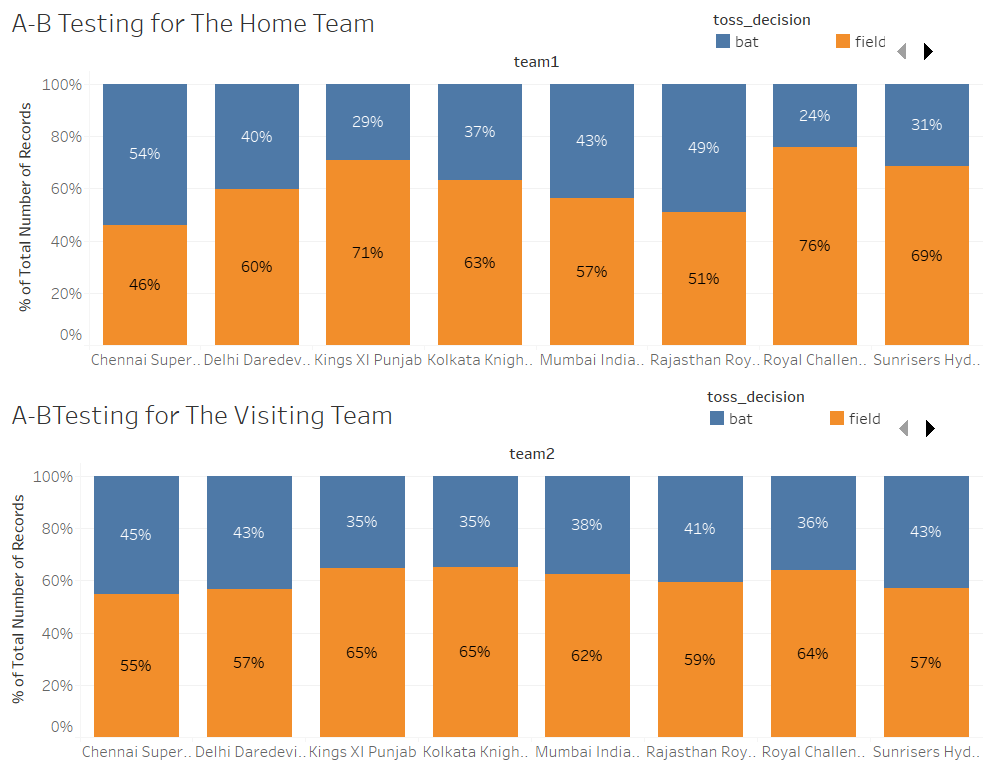 A-B Testing for The Home Team
toss_decision
bat field
team1
% of Total Number of Records
100%
80%
60%
40%
20%
0%
54% 40% 29% 37% 43% 49% 24% 31%
46% 60% 71% 63% 57% 51% 76% 69%
Chennai Super.. Delhi Daredev.. Kings XI Punjab Kolkata Knigh.. Mumbai India.. Rajasthan Roy.. Royal Challen.. Sunrisers Hyd..
A-BTesting for The Visiting Team
toss_decision
bat field
team2
% of Total Number of Records
100%
80%
60%
40%
20%
0%
45% 43% 35% 35% 38% 41% 36% 43%
55% 57% 65% 65% 62% 59% 64% 57%
Chennai Super.. Delhi Daredevi.. Kings XI Punjab Kolkata Knigh.. Mumbai India.. Rajasthan Roy.. Royal Challen.. Sunrisers Hyd..